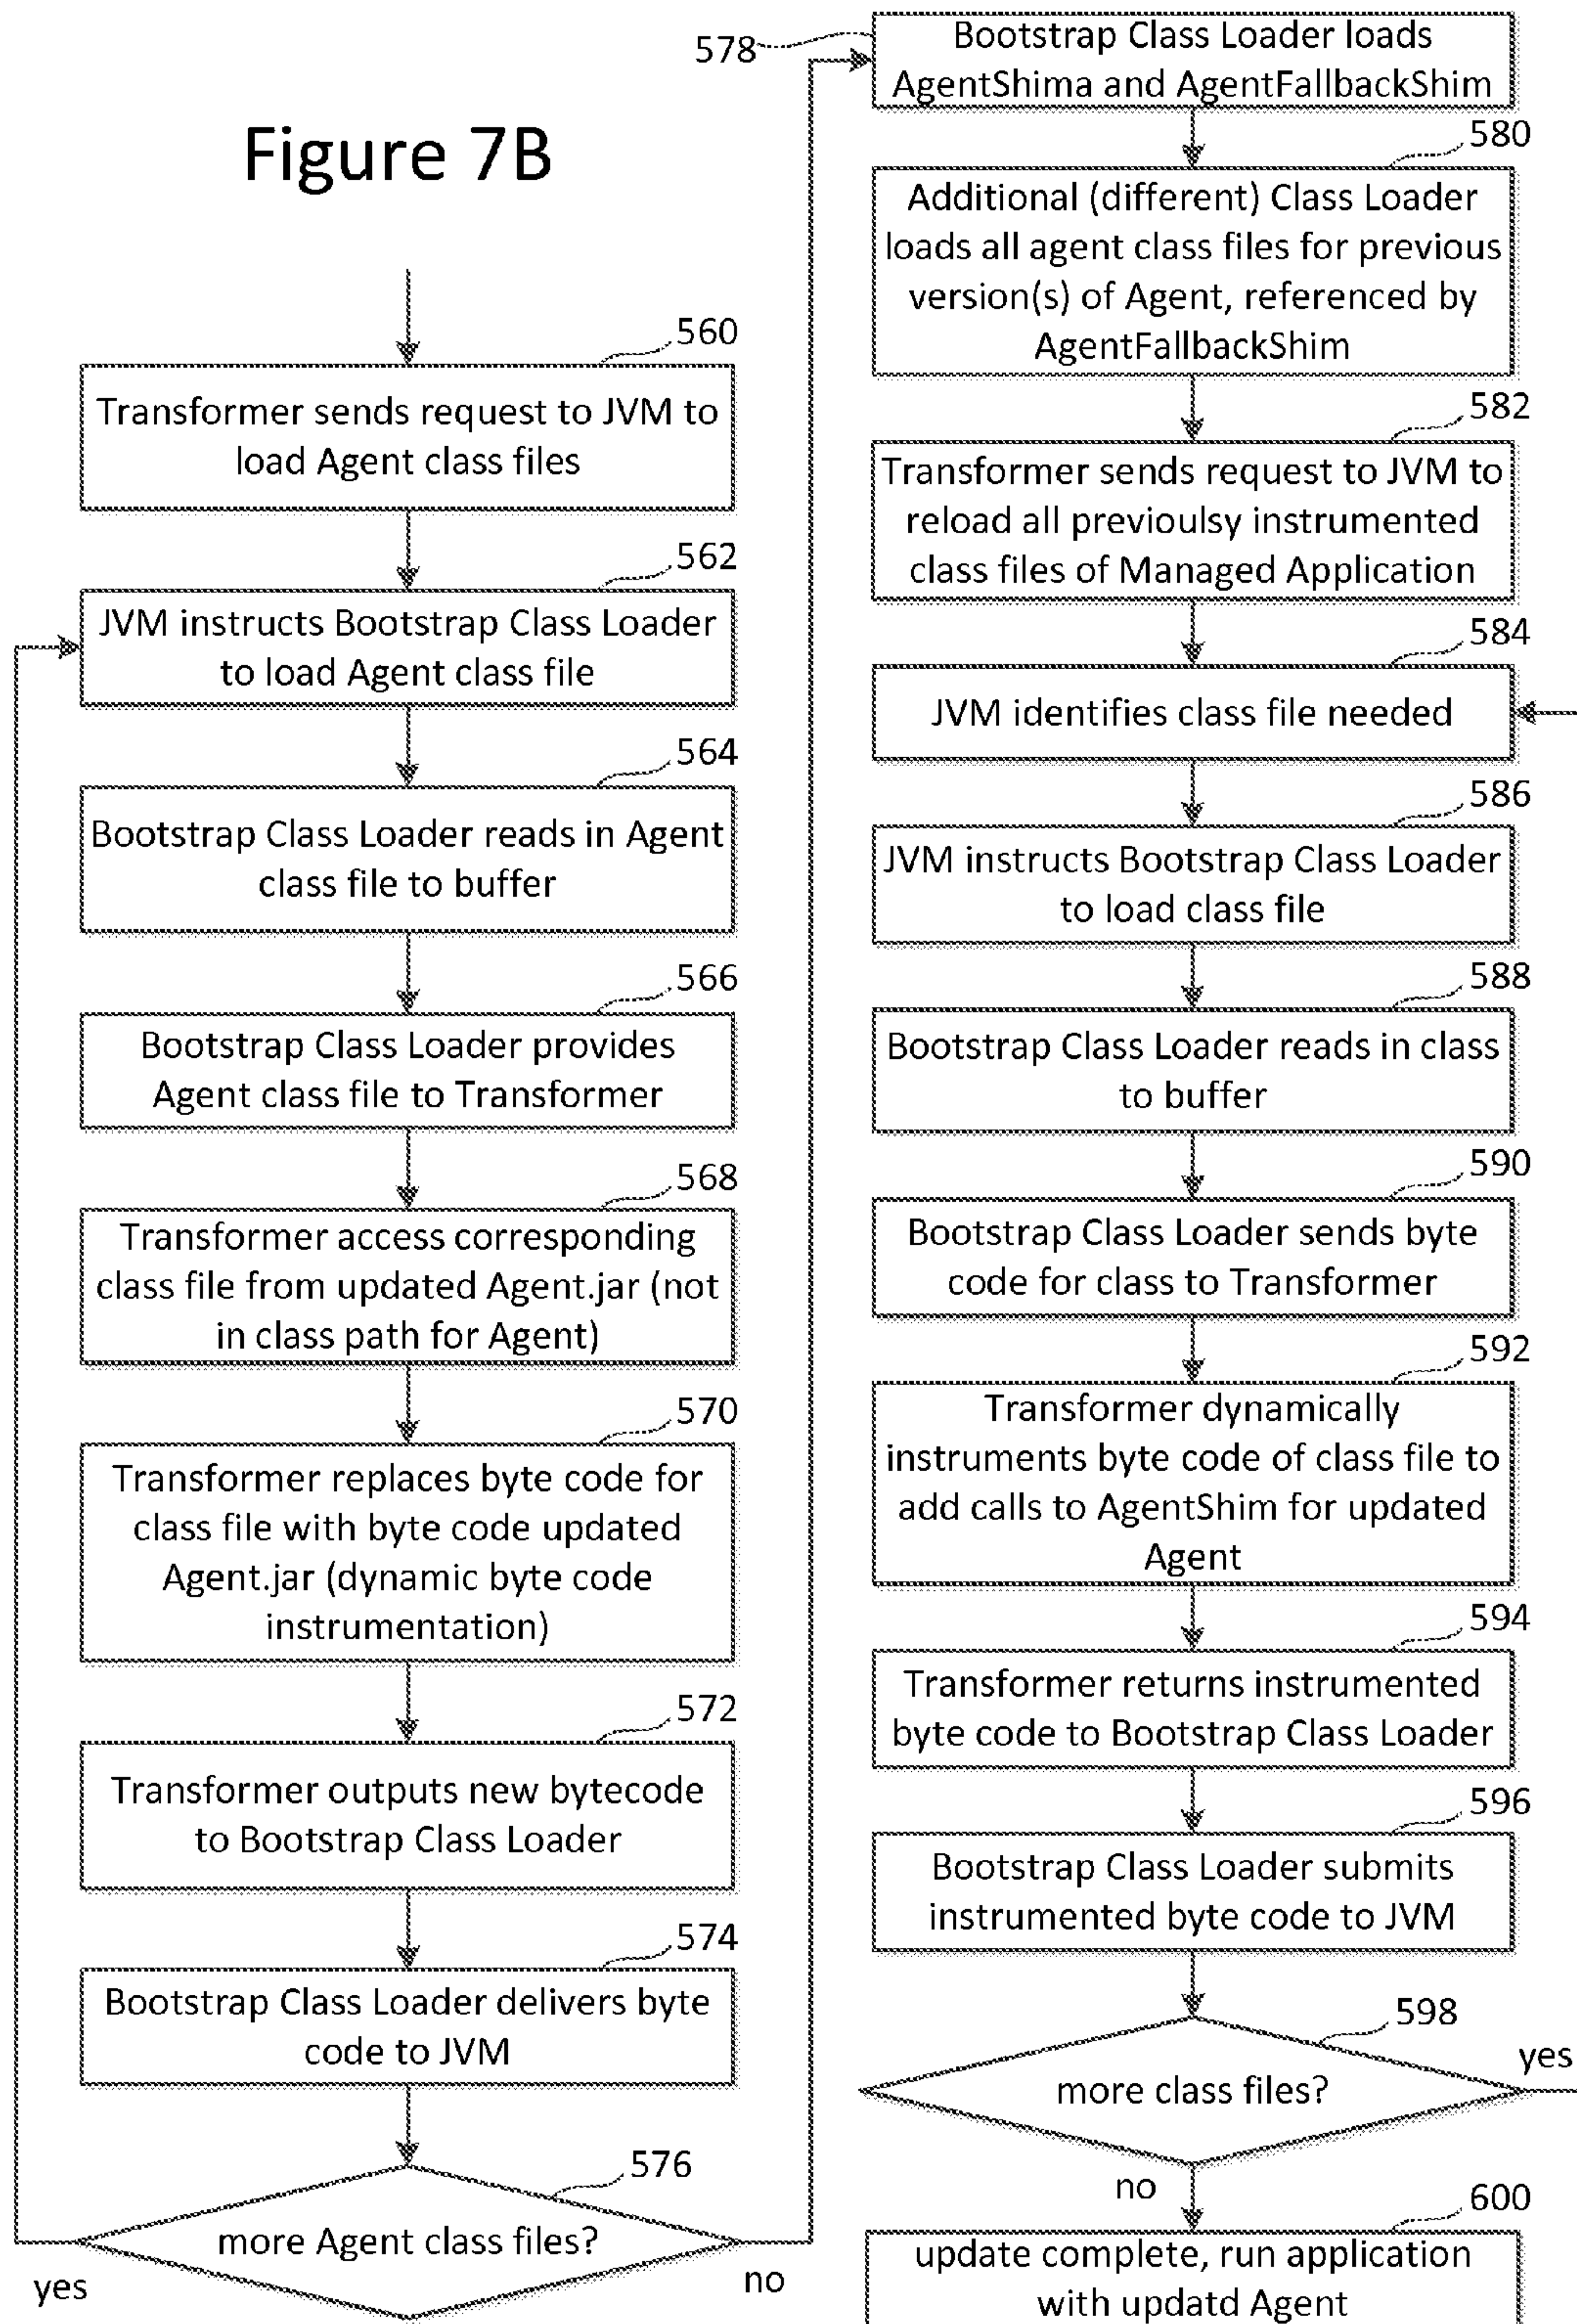 Figure 7B
560
Transformer sends request to JVM to
load Agent class files
562
JVM instructs Bootstrap Class Loader
to load Agent class file
564
Bootstrap Class Loader reads in Agent
class file to buffer
566
Bootstrap Class Loader provides
Agent class file to Transformer
568
Transformer access corresponding
class file from updated Agent.jar (not
in class path for Agent)
570
Transformer replaces byte code for
class file with byte code updated
Agent.jar (dynamic byte code
instrumentation)
572
Transformer outputs new bytecode
to Bootstrap Class Loader
574
Bootstrap Class Loader delivers byte
code to JVM
576
more Agent class files?
yes
no
578
Bootstrap Class Loader loads
AgentShima and AgentFallbackShim
580
Additional (different) Class Loader
loads all agent class files for previous
version(s) of Agent, referenced by
AgentFallbackShim
582
Transformer sends request to JVM to
reload all previoulsy instrumented
class files of Managed Application
584
JVM identifies class file needed
586
JVM instructs Bootstrap Class Loader
to load class file
588
Bootstrap Class Loader reads in class
to buffer
590
Bootstrap Class Loader sends byte
code for class to Transformer
592
Transformer dynamically
instruments byte code of class file to
add calls to AgentShim for updated
Agent
594
Transformer returns instrumented
byte code to Bootstrap Class Loader
596
Bootstrap Class Loader submits
instrumented byte code to JVM
598
more class files?
yes
no
600
update complete, run application
with updatd Agent